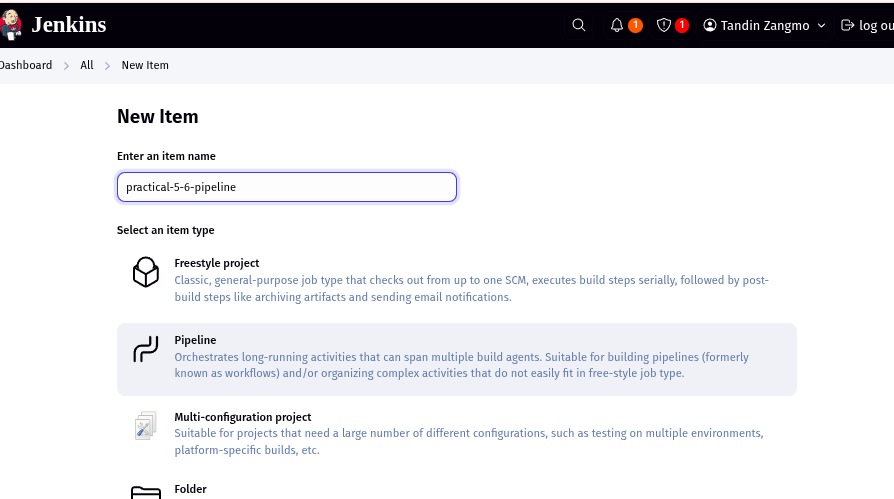 Jenkins
1
1
Tandin Zangmo
log ou
Dashboard
All
New Item
New Item
Enter an item name
practical-5-6-pipeline
Select an item type
Freestyle project
Classic, general-purpose job type that checks out from up to one SCM, executes build steps serially, followed by post-
build steps like archiving artifacts and sending email notifications.
Pipeline
Orchestrates long-running activities that can span multiple build agents. Suitable for building pipelines (formerly
known as workflows) and/or organizing complex activities that do not easily fit in free-style job type.
Multi-configuration project
Suitable for projects that need a large number of different configurations, such as testing on multiple environments,
platform-specific builds, etc.
Folder